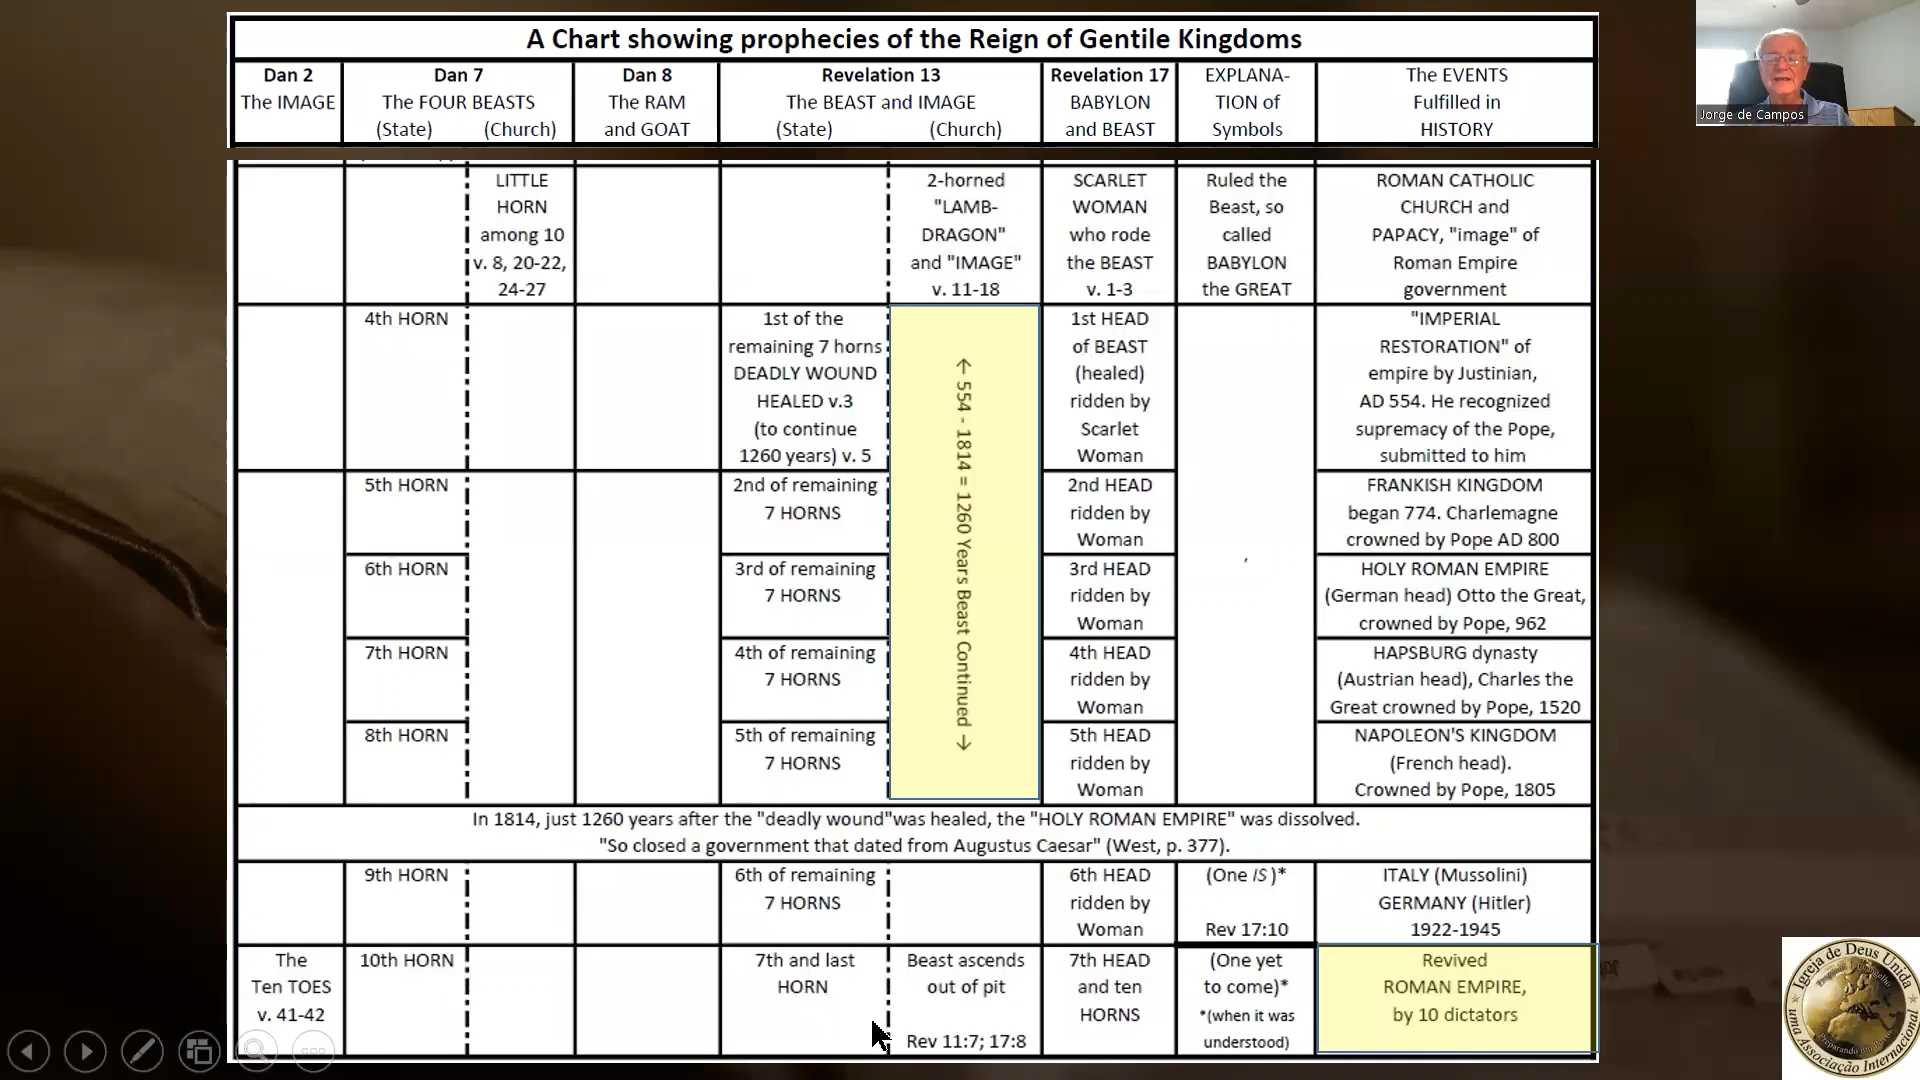 A Chart showing prophecies of the Reign of Gentile Kingdoms
Dan 2
The IMAGE
Dan 7
The FOUR BEASTS
(State) (Church)
Dan 8
The RAM
and GOAT
Revelation 13
The BEAST and IMAGE
(State) (Church)
Revelation 17
BABYLON
and BEAST
EXPLANA-
TION of
Symbols
The EVENTS
Fulfilled in
HISTORY
Jorge de Campos
LITTLE
HORN
among 10
v. 8, 20-22,
24-27
2-horned
"LAMB-
DRAGON"
and "IMAGE"
v. 11-18
SCARLET
WOMAN
who rode
the BEAST
v. 1-3
Ruled the
Beast, so
called
BABYLON
the GREAT
ROMAN CATHOLIC
CHURCH and
PAPACY, "image" of
Roman Empire
government
4th HORN
1st of the
remaining 7 horns
DEADLY WOUND
HEALED v.3
(to continue
1260 years) v. 5
← 554 - 1814 = 1260 Years Beast Continued →
1st HEAD
of BEAST
(healed)
ridden by
Scarlet
Woman
"IMPERIAL
RESTORATION" of
empire by Justinian,
AD 554. He recognized
supremacy of the Pope,
submitted to him
5th HORN
2nd of remaining
7 HORNS
2nd HEAD
ridden by
Woman
FRANKISH KINGDOM
began 774. Charlemagne
crowned by Pope AD 800
6th HORN
3rd of remaining
7 HORNS
3rd HEAD
ridden by
Woman
HOLY ROMAN EMPIRE
(German head) Otto the Great,
crowned by Pope, 962
7th HORN
4th of remaining
7 HORNS
4th HEAD
ridden by
Woman
HAPSBURG dynasty
(Austrian head), Charles the
Great crowned by Pope, 1520
8th HORN
5th of remaining
7 HORNS
5th HEAD
ridden by
Woman
NAPOLEON'S KINGDOM
(French head).
Crowned by Pope, 1805
In 1814, just 1260 years after the "deadly wound"was healed, the "HOLY ROMAN EMPIRE" was dissolved.
"So closed a government that dated from Augustus Caesar" (West, p. 377).
9th HORN
6th of remaining
7 HORNS
6th HEAD
ridden by
Woman
(One IS )*
Rev 17:10
ITALY (Mussolini)
GERMANY (Hitler)
1922-1945
The
Ten TOES
v. 41-42
10th HORN
7th and last
HORN
Beast ascends
out of pit
Rev 11:7; 17:8
7th HEAD
and ten
HORNS
(One yet
to come)*
*(when it was
understood)
Revived
ROMAN EMPIRE,
by 10 dictators
Igreja de Deus Unida
uma Associação Internacional